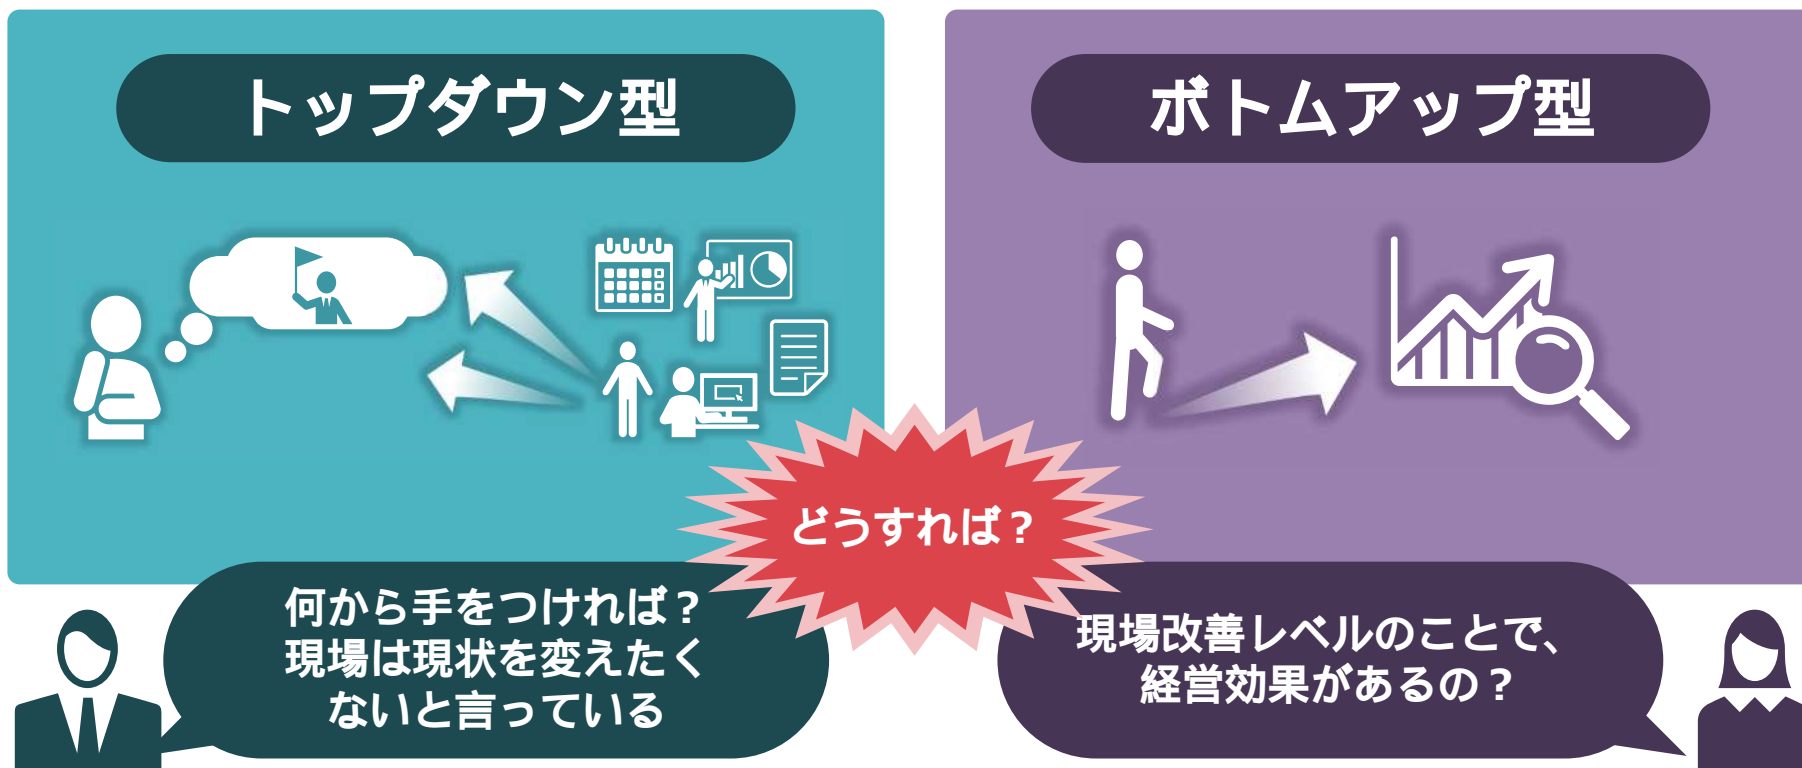 トップダウン型
ボトムアップ型
どうすれば？
何から手をつければ？
現場は現状を変えたく
ないと言っている
現場改善レベルのことで、
経営効果があるの？